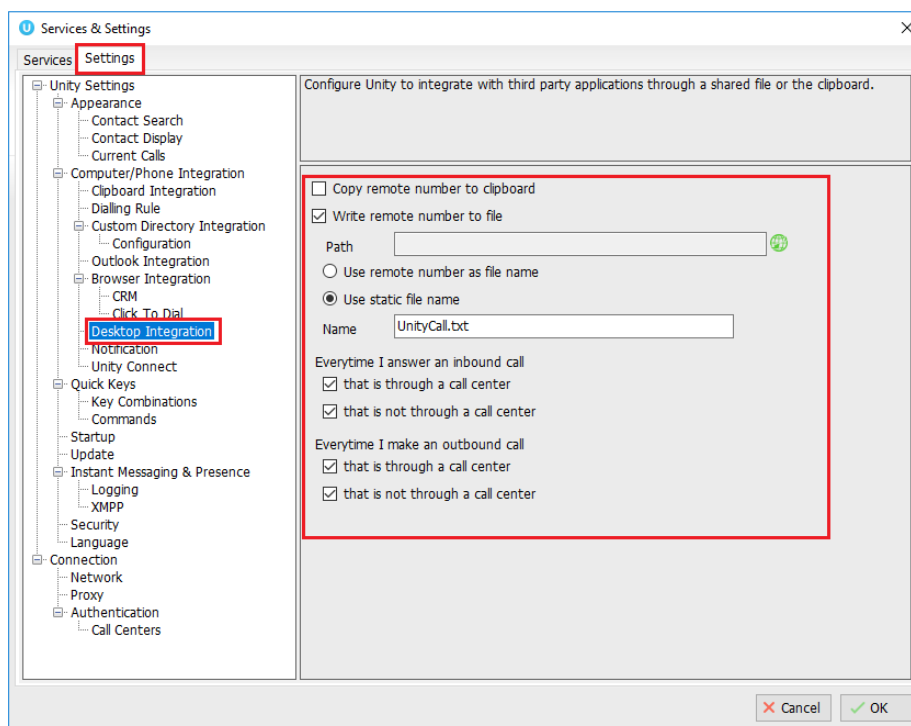 Services & Settings
Services Settings
Unity Settings
Appearance
Contact Search
Contact Display
Current Calls
Computer/Phone Integration
Clipboard Integration
Dialling Rule
Custom Directory Integration
Configuration
Outlook Integration
Browser Integration
CRM
Click To Dial
Desktop Integration
Notification
Unity Connect
Quick Keys
Key Combinations
Commands
Startup
Update
Instant Messaging & Presence
Logging
XMPP
Security
Language
Connection
Network
Proxy
Authentication
Call Centers
Configure Unity to integrate with third party applications through a shared file or the clipboard.
Copy remote number to clipboard
Write remote number to file
Path
Use remote number as file name
Use static file name
Name UnityCall.txt
Everytime I answer an inbound call
that is through a call center
that is not through a call center
Everytime I make an outbound call
that is through a call center
that is not through a call center
Cancel OK